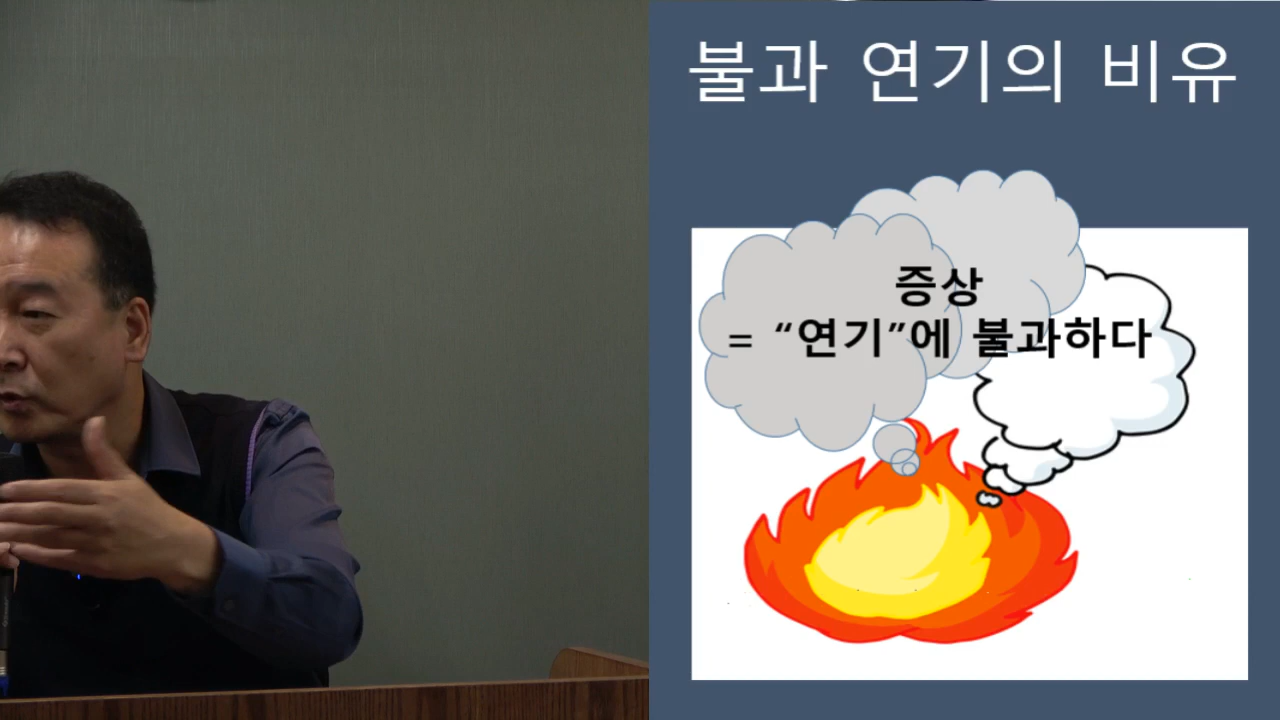 불과 연기의 비유
증상
= “연기”에 불과하다